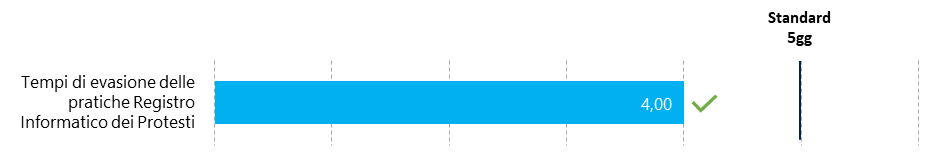 Standard
5gg
Tempi di evasione delle
pratiche Registro
Informatico dei Protesti
4,00